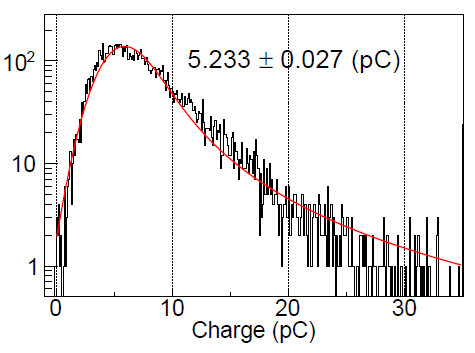 5.233 ± 0.027 (pC)
10²
10
1
0 10 20 30
Charge (pC)